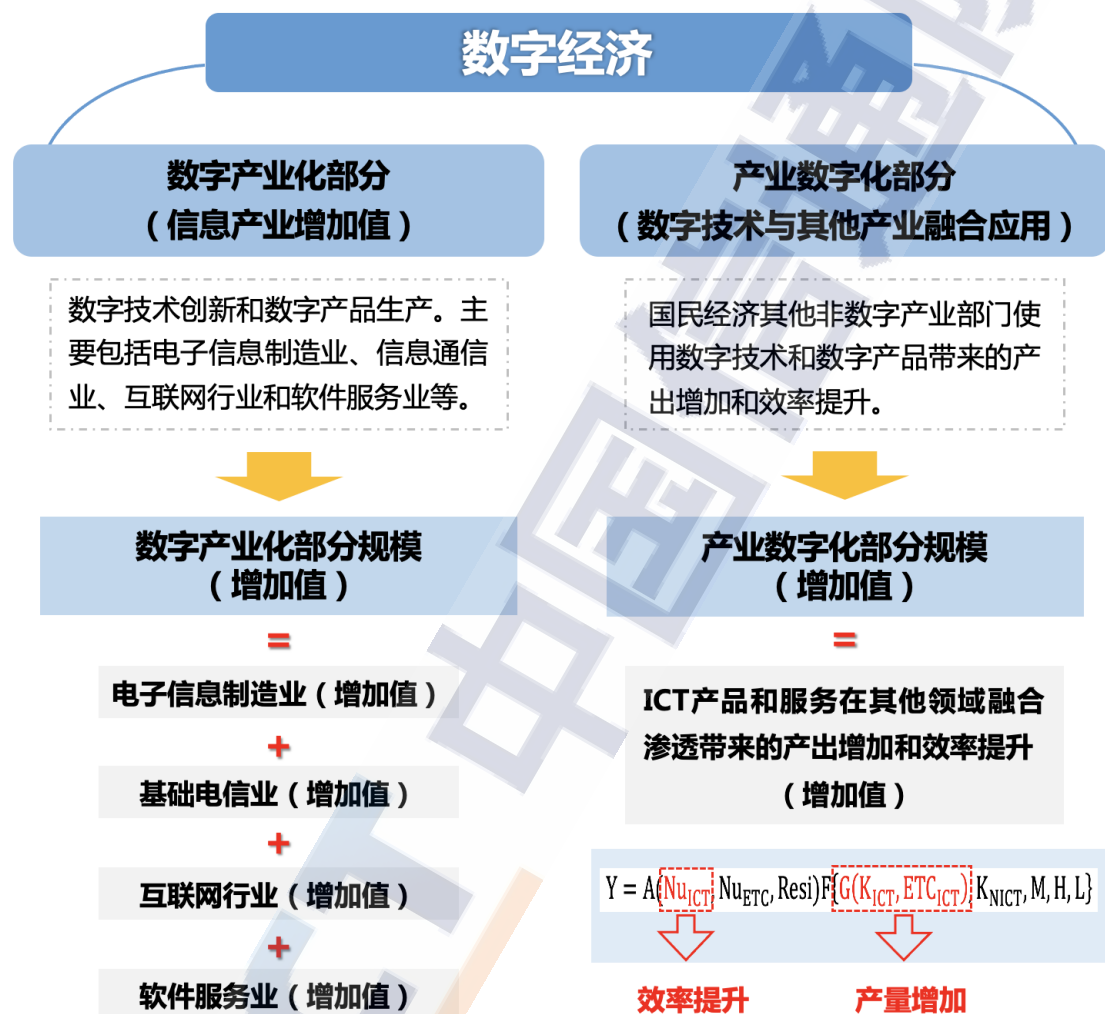 数字经济
数字产业化部分
（信息产业增加值）
数字技术创新和数字产品生产。主
要包括电子信息制造业、信息通信
业、互联网行业和软件服务业等。
数字产业化部分规模
（增加值）
=
电子信息制造业（增加值）
+
基础电信业（增加值）
+
互联网行业（增加值）
+
软件服务业（增加值）
产业数字化部分
（数字技术与其他产业融合应用）
国民经济其他非数字产业部门使
用数字技术和数字产品带来的产
出增加和效率提升。
产业数字化部分规模
（增加值）
=
ICT产品和服务在其他领域融合
渗透带来的产出增加和效率提升
（增加值）
Y = A(Nu_ICT, Nu_ETC, Resi)F{G(K_ICT, ETC_ICT), K_NICT, M, H, L}
效率提升 产量增加
中国信通